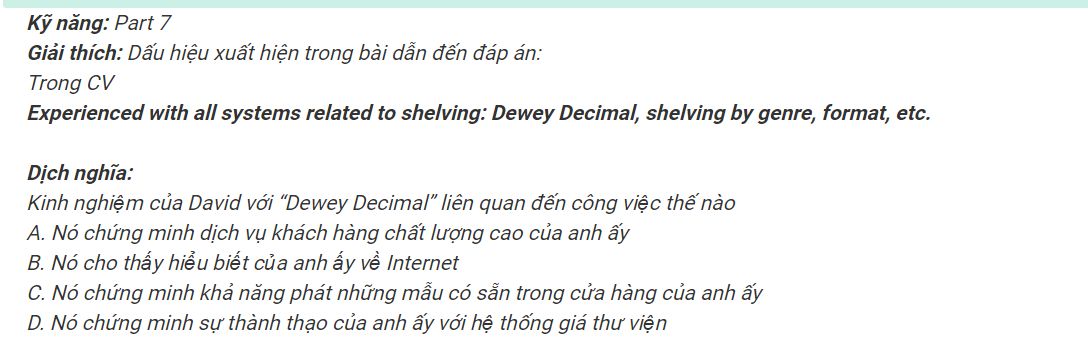 Kỹ năng: Part 7
Giải thích: Dấu hiệu xuất hiện trong bài dẫn đến đáp án:
Trong CV
Experienced with all systems related to shelving: Dewey Decimal, shelving by genre, format, etc.
Dịch nghĩa:
Kinh nghiệm của David với “Dewey Decimal” liên quan đến công việc thế nào
A. Nó chứng minh dịch vụ khách hàng chất lượng cao của anh ấy
B. Nó cho thấy hiểu biết của anh ấy về Internet
C. Nó chứng minh khả năng phát những mẫu có sẵn trong cửa hàng của anh ấy
D. Nó chứng minh sự thành thạo của anh ấy với hệ thống giá thư viện